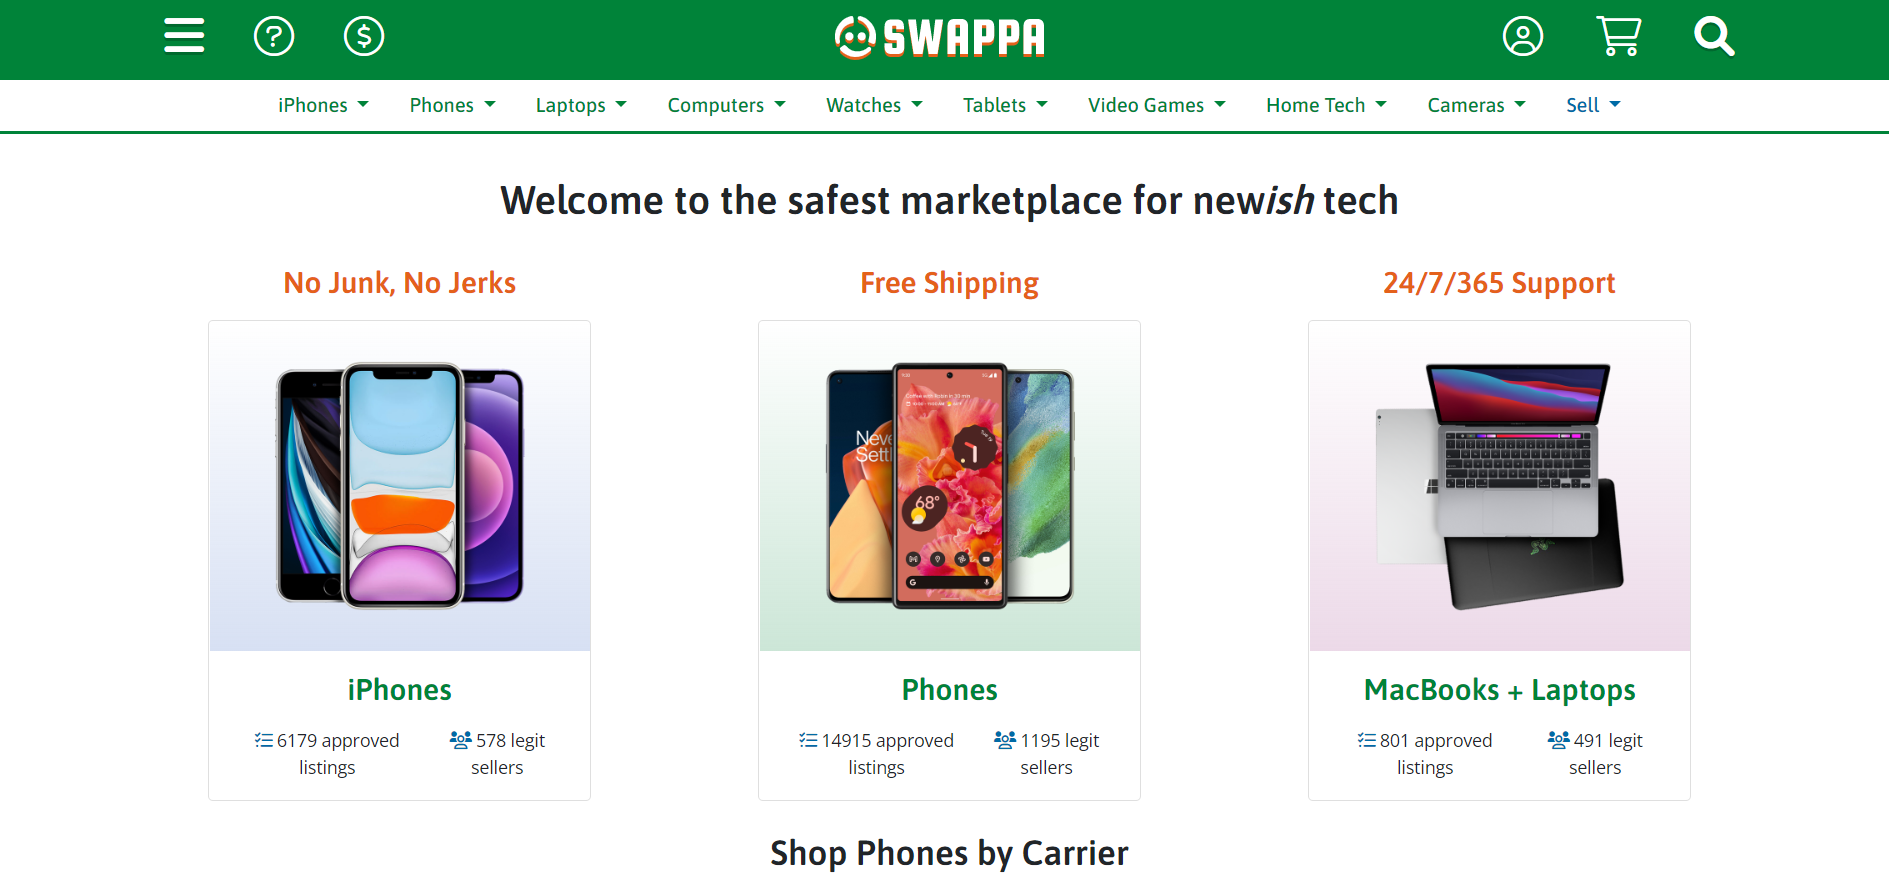 SWAPPA
iPhones
Phones
Laptops
Computers
Watches
Tablets
Video Games
Home Tech
Cameras
Sell
Welcome to the safest marketplace for newish tech
No Junk, No Jerks
Free Shipping
24/7/365 Support
Neve
Settl
68°
iPhones
6179 approved
listings
578 legit
sellers
Phones
14915 approved
listings
1195 legit
sellers
MacBooks + Laptops
801 approved
listings
491 legit
sellers
Shop Phones by Carrier